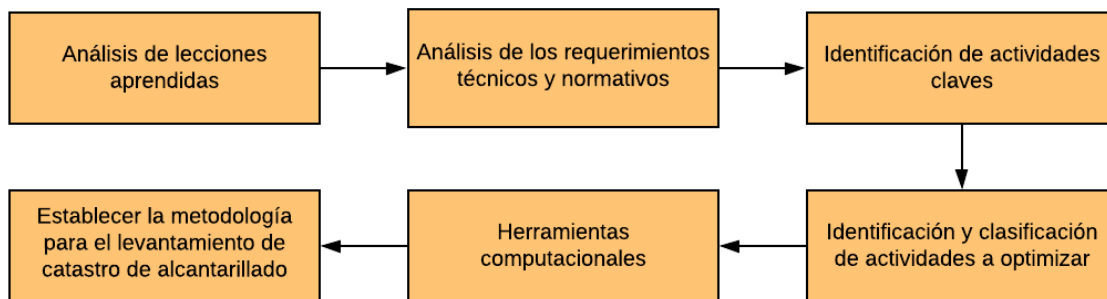 Análisis de lecciones
aprendidas
Análisis de los requerimientos
técnicos y normativos
Identificación de actividades
claves
Identificación y clasificación
de actividades a optimizar
Herramientas
computacionales
Establecer la metodología
para el levantamiento de
catastro de alcantarillado